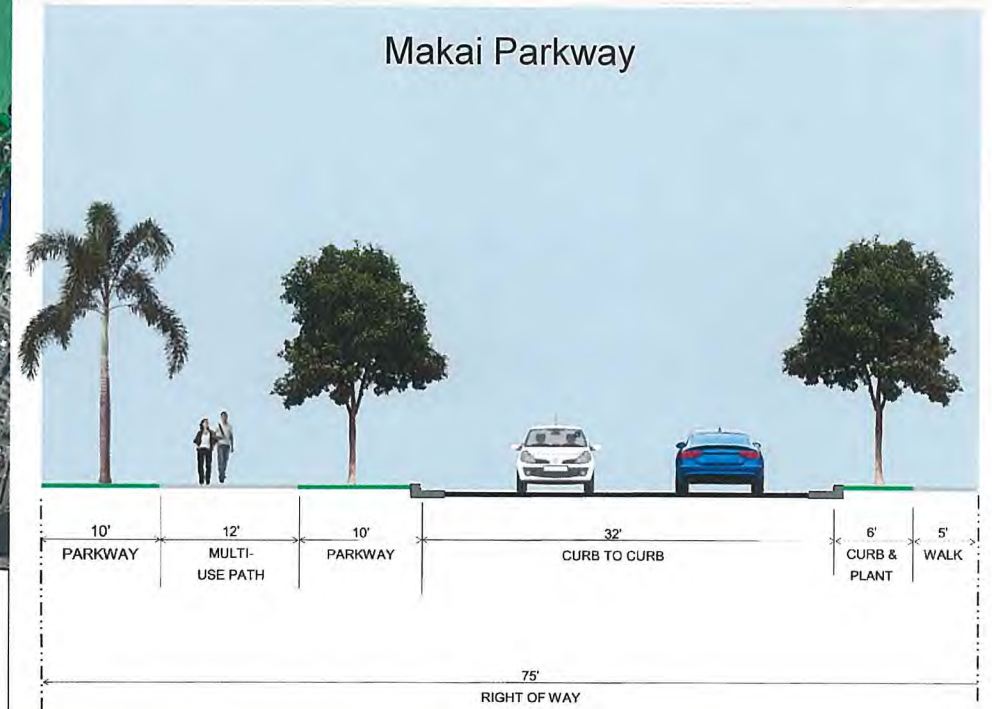 Makai Parkway
10'
PARKWAY
12'
MULTI-
USE PATH
10'
PARKWAY
32'
CURB TO CURB
6'
CURB &
PLANT
5'
WALK
75'
RIGHT OF WAY